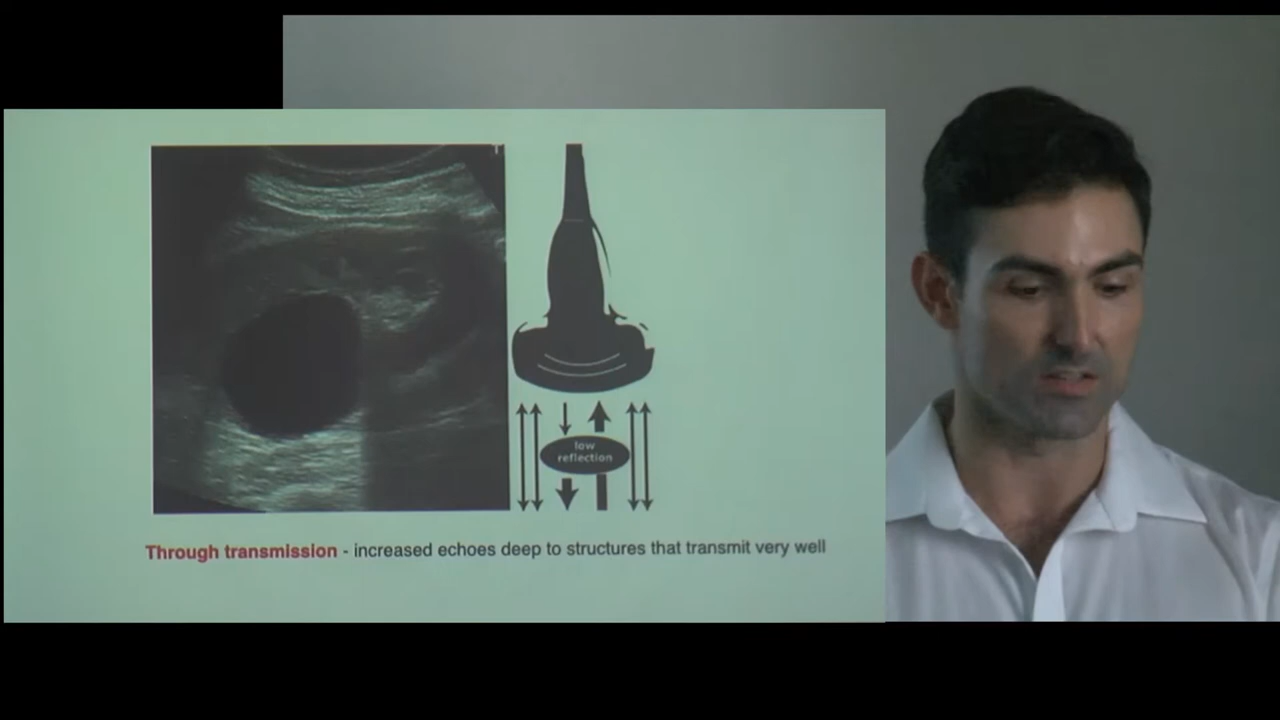 low
reflection
Through transmission - increased echoes deep to structures that transmit very well